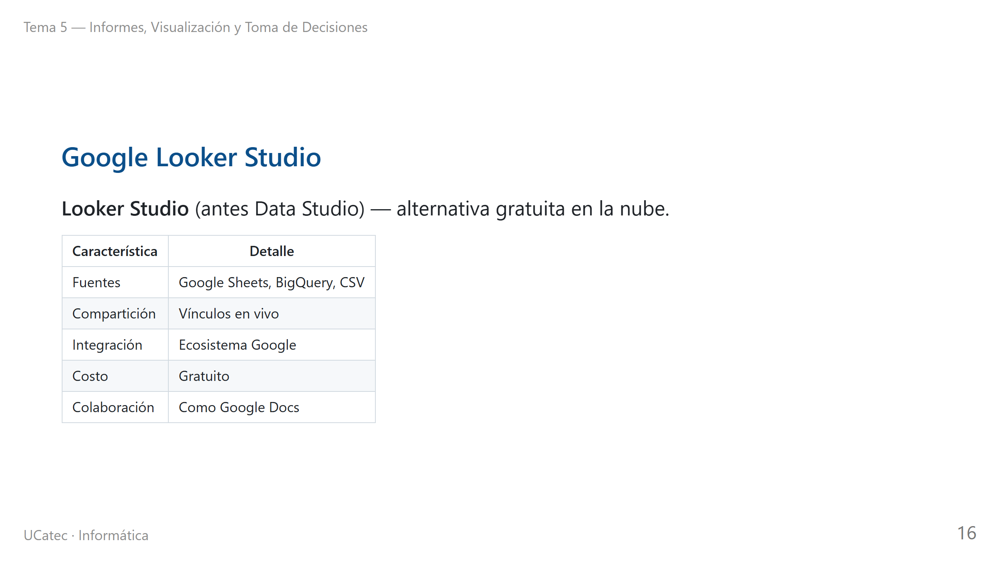 Tema 5 — Informes, Visualización y Toma de Decisiones
Google Looker Studio
Looker Studio (antes Data Studio) — alternativa gratuita en la nube.
Característica Detalle
Fuentes Google Sheets, BigQuery, CSV
Compartición Vínculos en vivo
Integración Ecosistema Google
Costo Gratuito
Colaboración Como Google Docs
UCatec · Informática
16